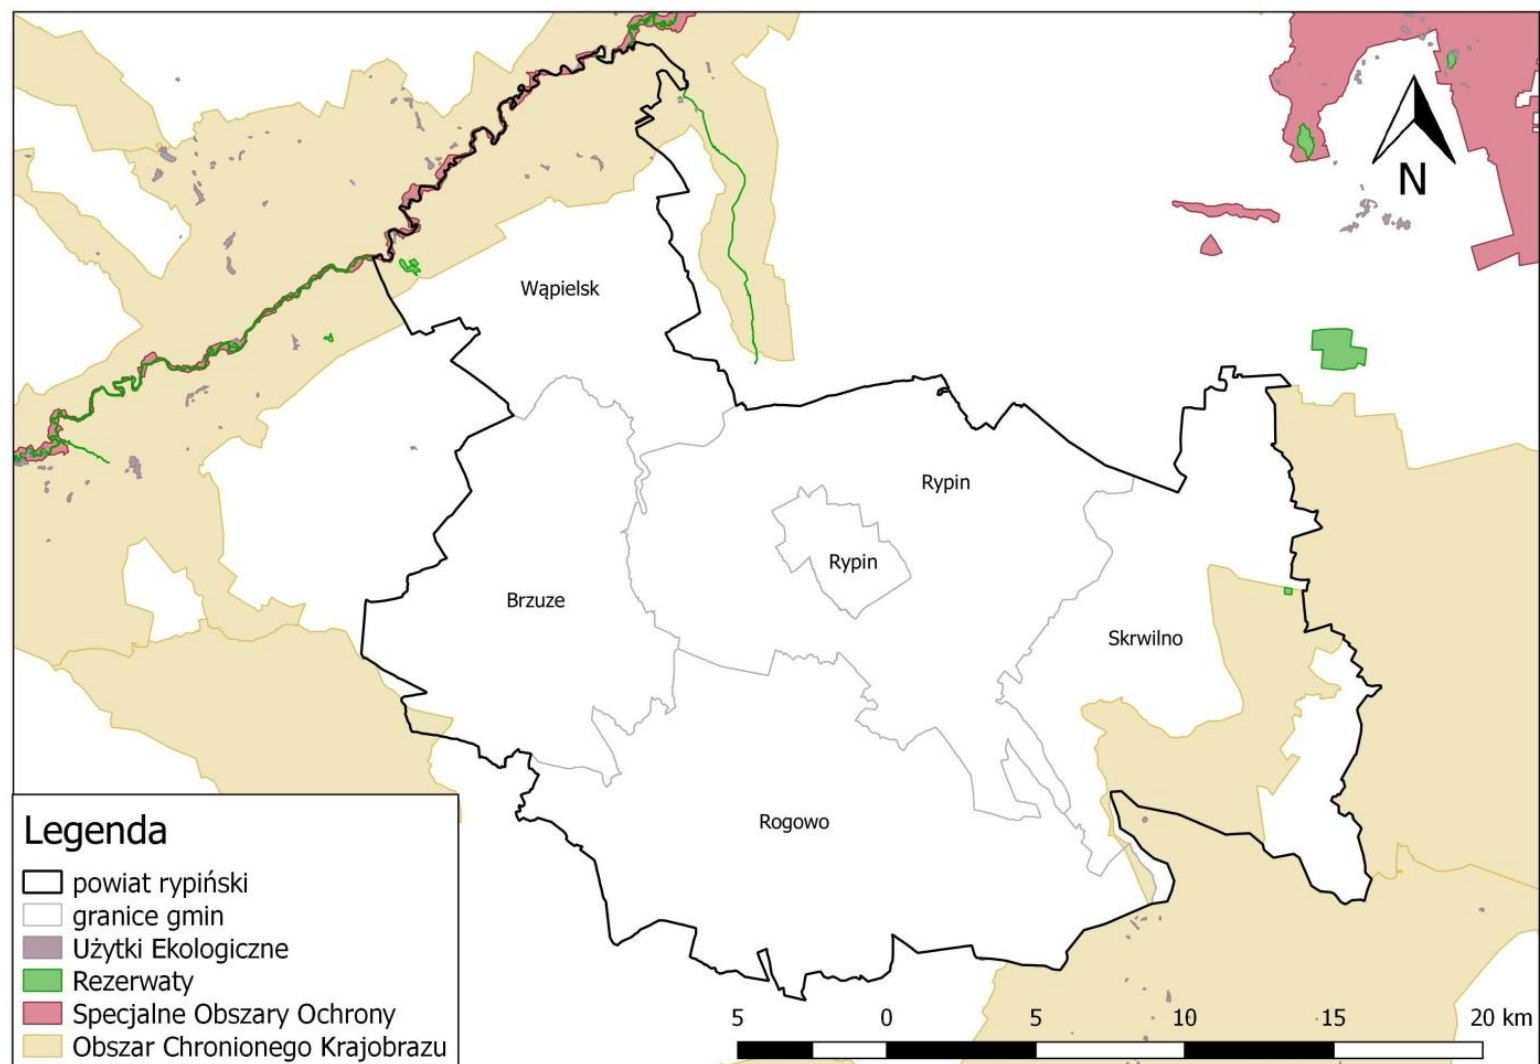 N
Wąpielsk
Rypin
Rypin
Brzuze
Skrwilno
Rogowo
Legenda
powiat rypiński
granice gmin
Użytki Ekologiczne
Rezerwaty
Specjalne Obszary Ochrony
Obszar Chronionego Krajobrazu
5 0 5 10 15 20 km